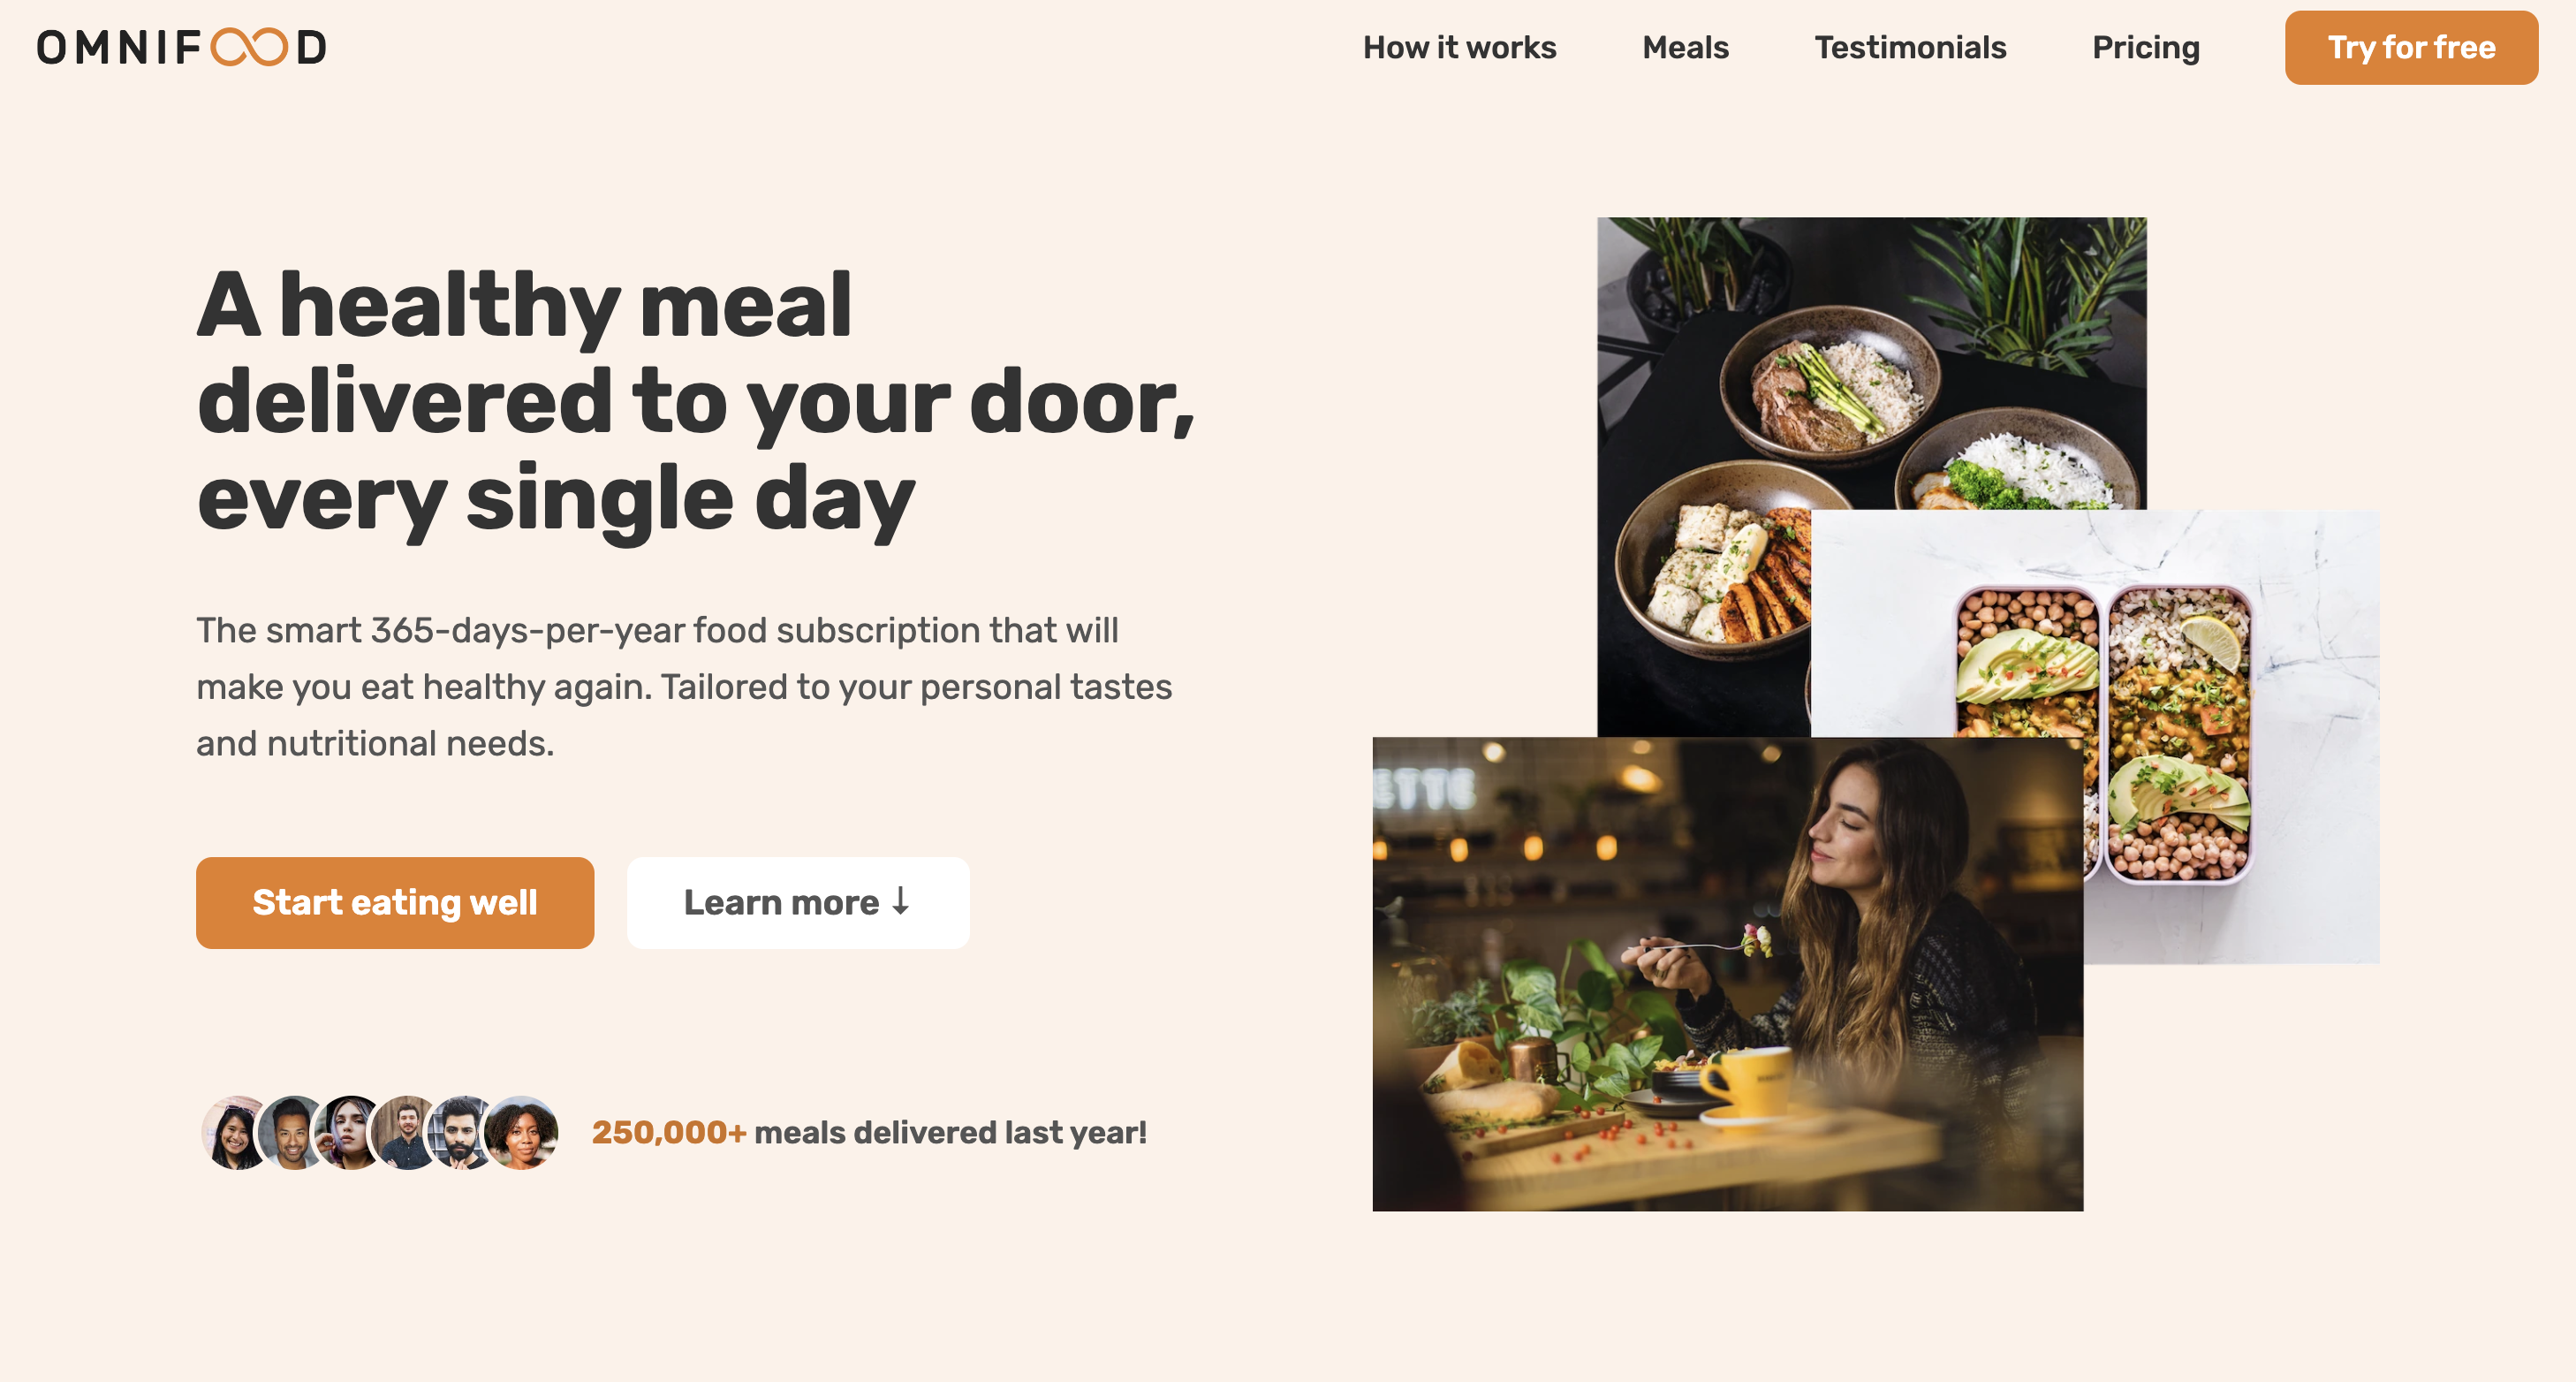 OMNIFOOD
How it works
Meals
Testimonials
Pricing
Try for free
A healthy meal
delivered to your door,
every single day
The smart 365-days-per-year food subscription that will
make you eat healthy again. Tailored to your personal tastes
and nutritional needs.
Start eating well
Learn more ↓
250,000+ meals delivered last year!
ETTE